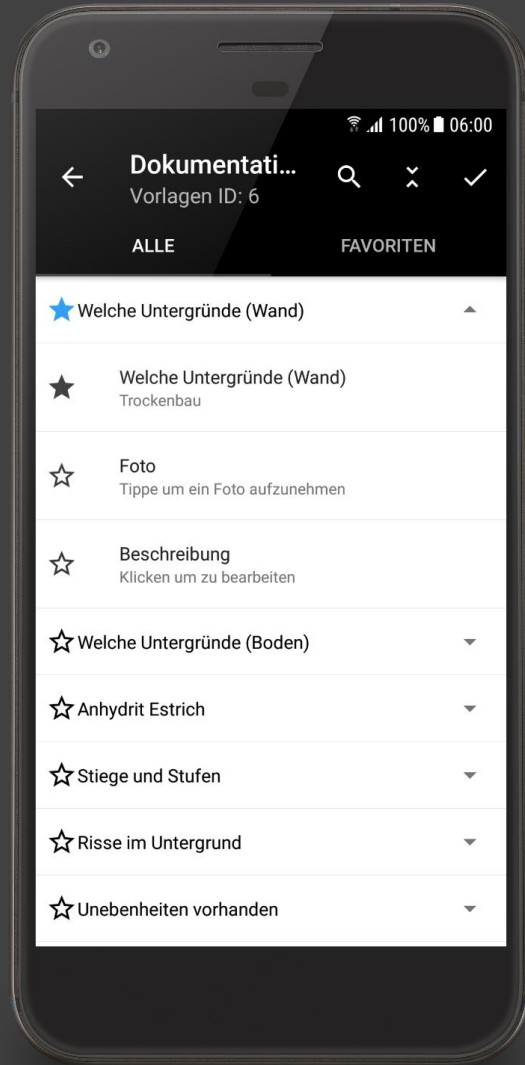 100% 06:00
Dokumentati...
Vorlagen ID: 6
ALLE FAVORITEN
Welche Untergründe (Wand)
Welche Untergründe (Wand)
Trockenbau
Foto
Tippe um ein Foto aufzunehmen
Beschreibung
Klicken um zu bearbeiten
Welche Untergründe (Boden)
Anhydrit Estrich
Stiege und Stufen
Risse im Untergrund
Unebenheiten vorhanden